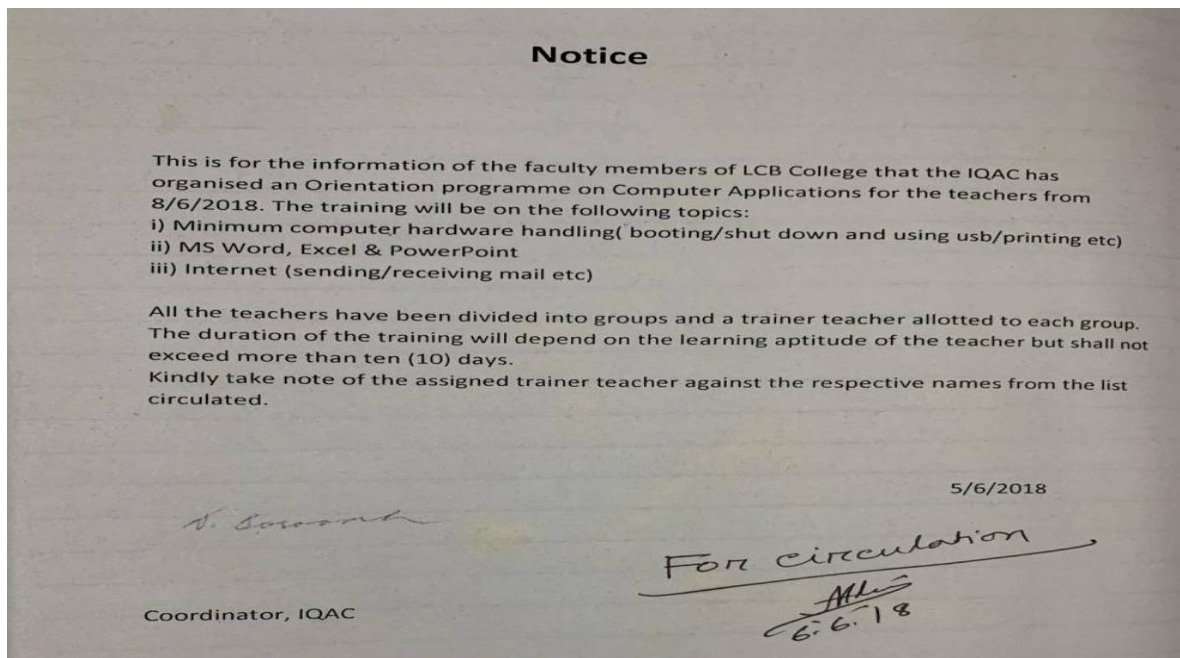 Notice
This is for the information of the faculty members of LCB College that the IQAC has
organised an Orientation programme on Computer Applications for the teachers from
8/6/2018. The training will be on the following topics:
i) Minimum computer hardware handling( booting/shut down and using usb/printing etc)
ii) MS Word, Excel & PowerPoint
iii) Internet (sending/receiving mail etc)
All the teachers have been divided into groups and a trainer teacher allotted to each group.
The duration of the training will depend on the learning aptitude of the teacher but shall not
exceed more than ten (10) days.
Kindly take note of the assigned trainer teacher against the respective names from the list
circulated.
5/6/2018
For circulation
6.6.18
Coordinator, IQAC